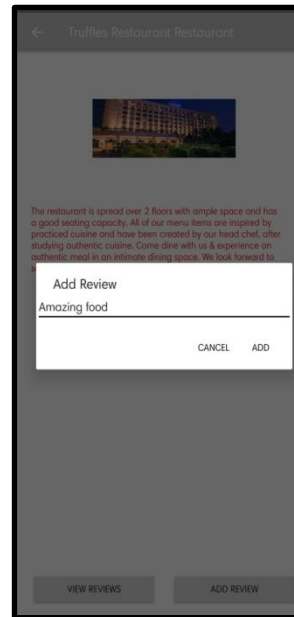 Truffles Restaurant Restaurant
The restaurant is spread over 2 floors with ample space and has
a good seating capacity. All of our menu items are inspired by
practiced cuisine and have been created by our head chef, after
studying authentic cuisine. Come dine with us & experience an
authentic meal in an intimate dining space. We look forward to
Add Review
Amazing food
CANCEL ADD
VIEW REVIEWS ADD REVIEW